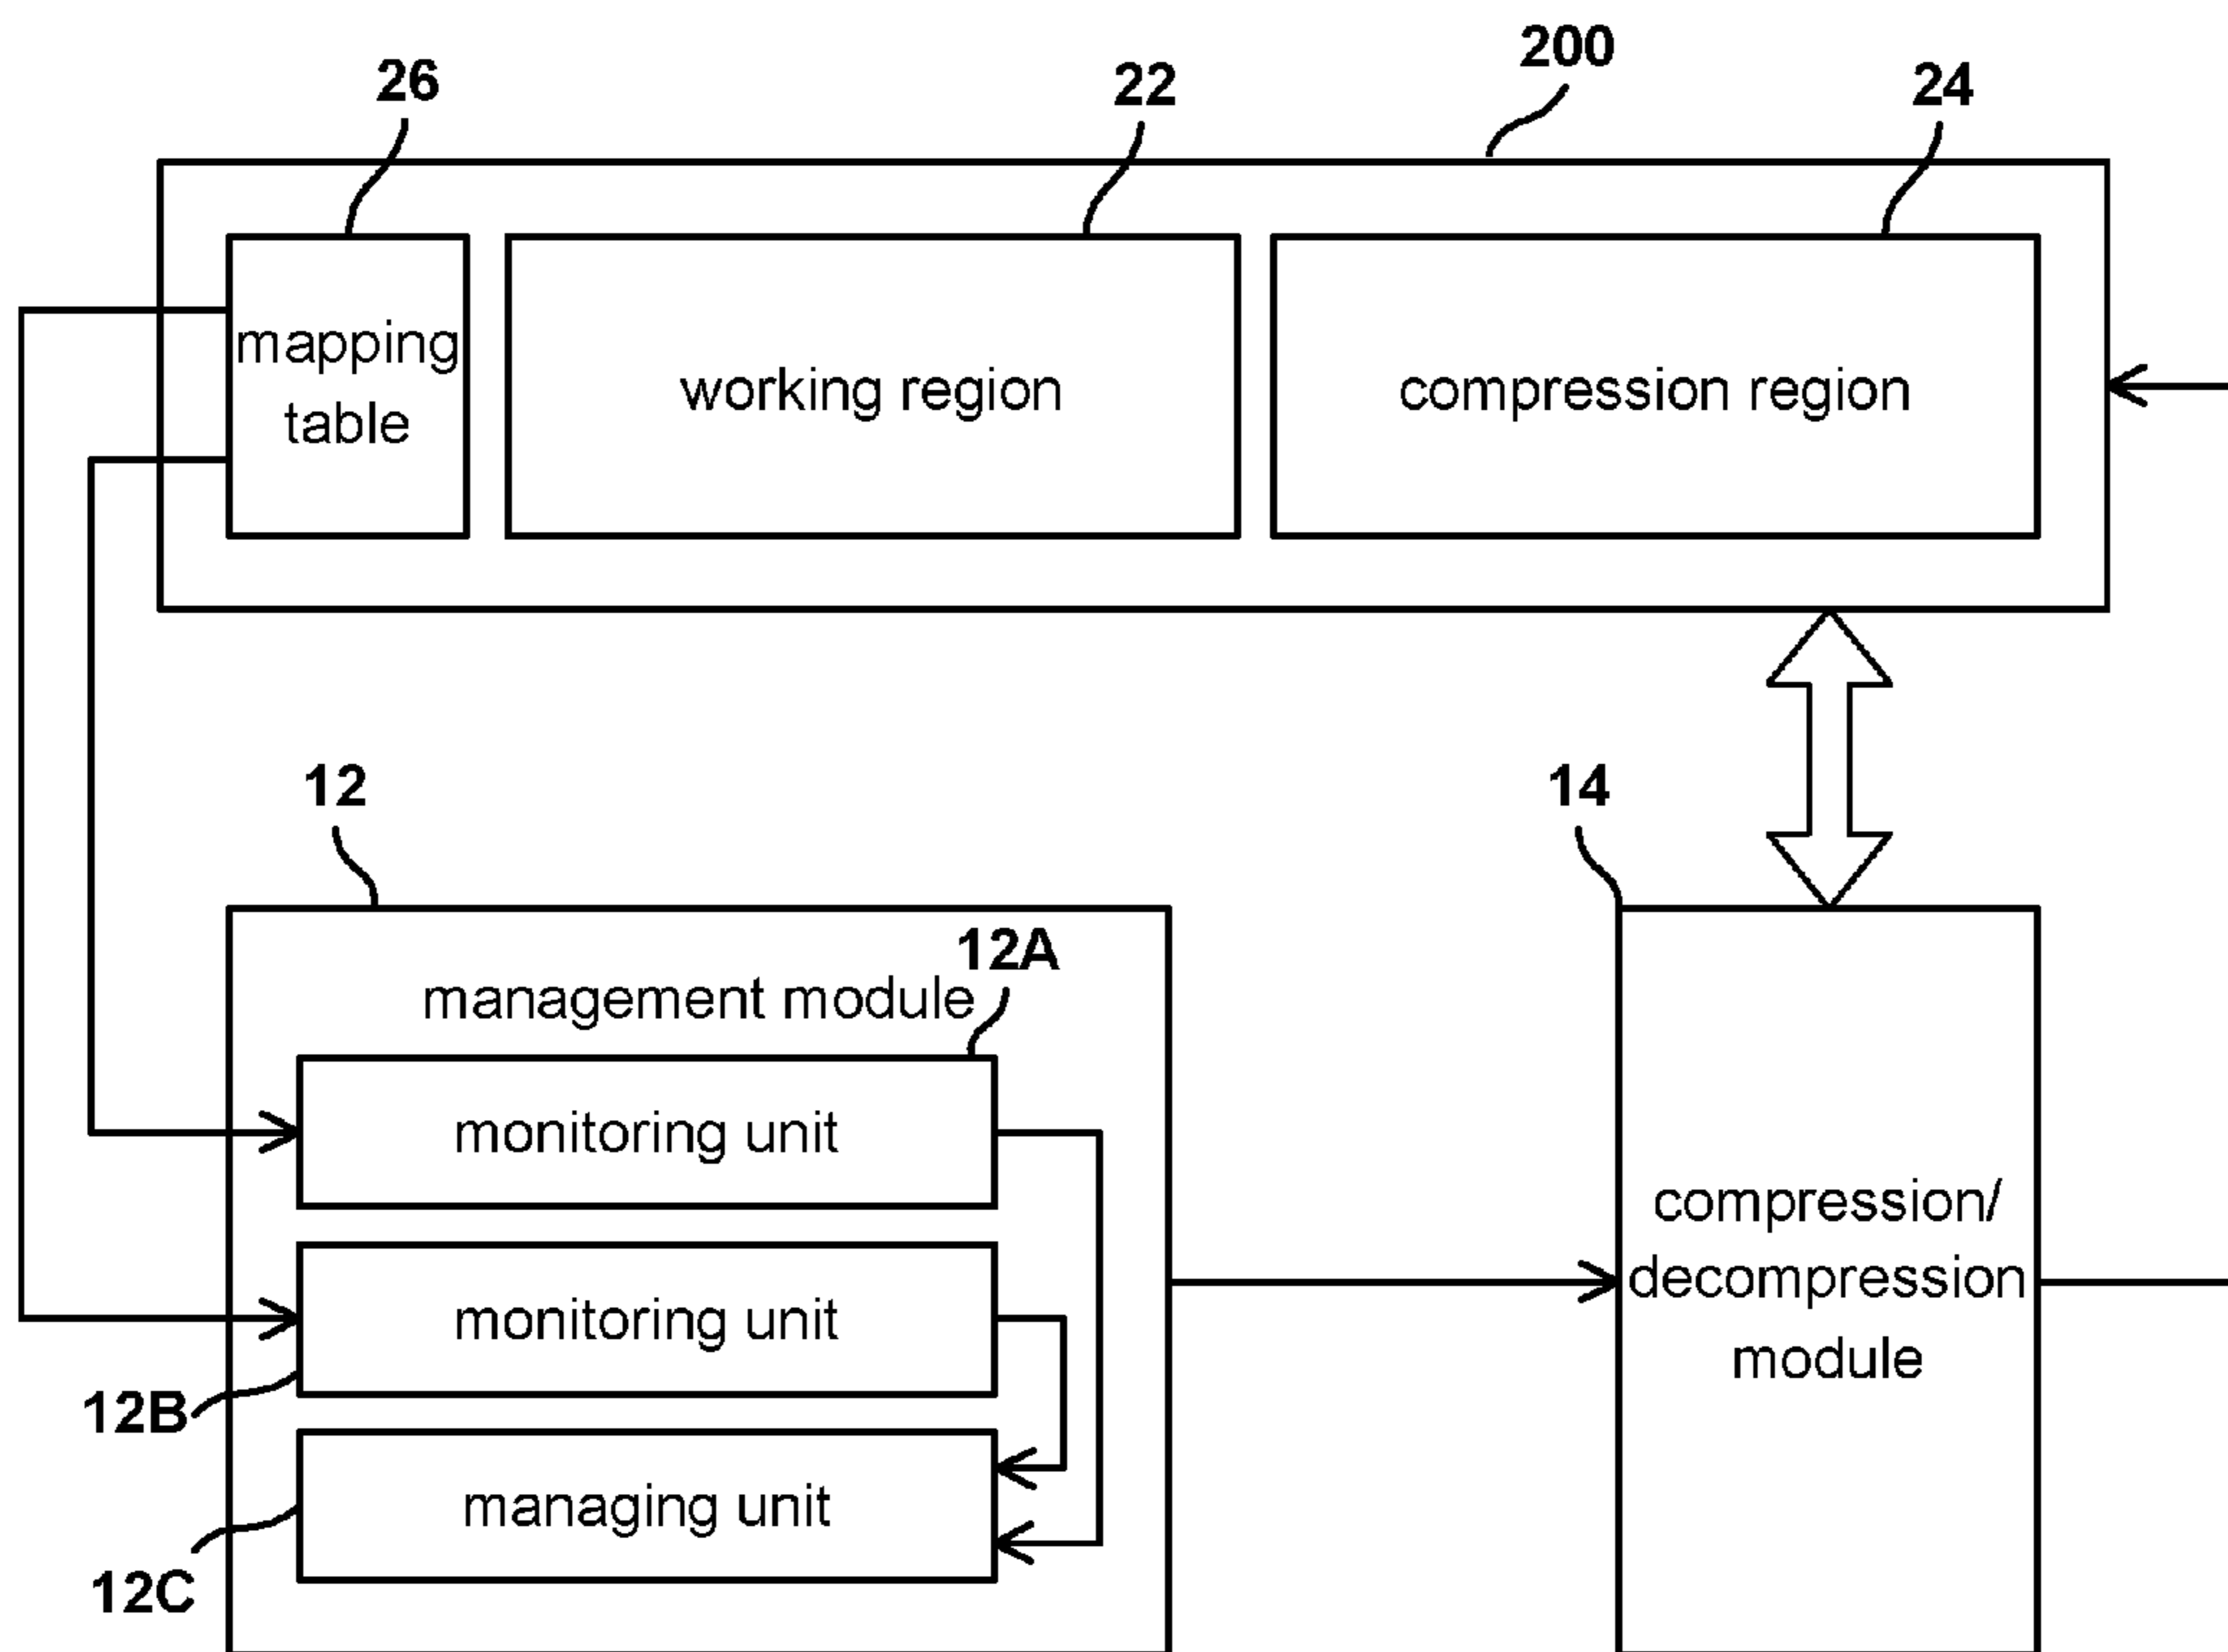 200
26
22
24
mapping
table
working region
compression region
12
14
12A
management module
monitoring unit
monitoring unit
12B
managing unit
12C
compression/
decompression
module